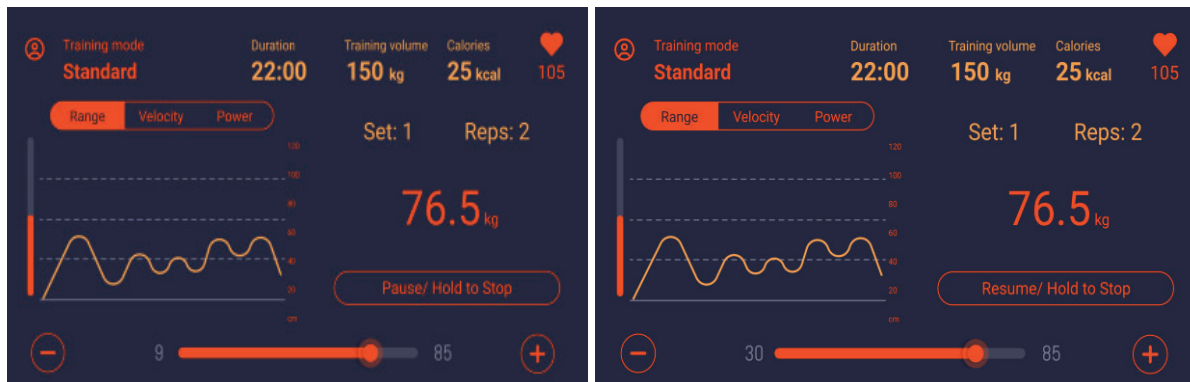 Training mode
Standard
Duration
22:00
Training volume
150 kg
Calories
25 kcal
105
Range Velocity Power
Set: 1 Reps: 2
120
100
80
60
40
20
cm
76.5 kg
Pause/ Hold to Stop
9 85
Training mode
Standard
Duration
22:00
Training volume
150 kg
Calories
25 kcal
105
Range Velocity Power
Set: 1 Reps: 2
120
100
80
60
40
20
cm
76.5 kg
Resume/ Hold to Stop
30 85